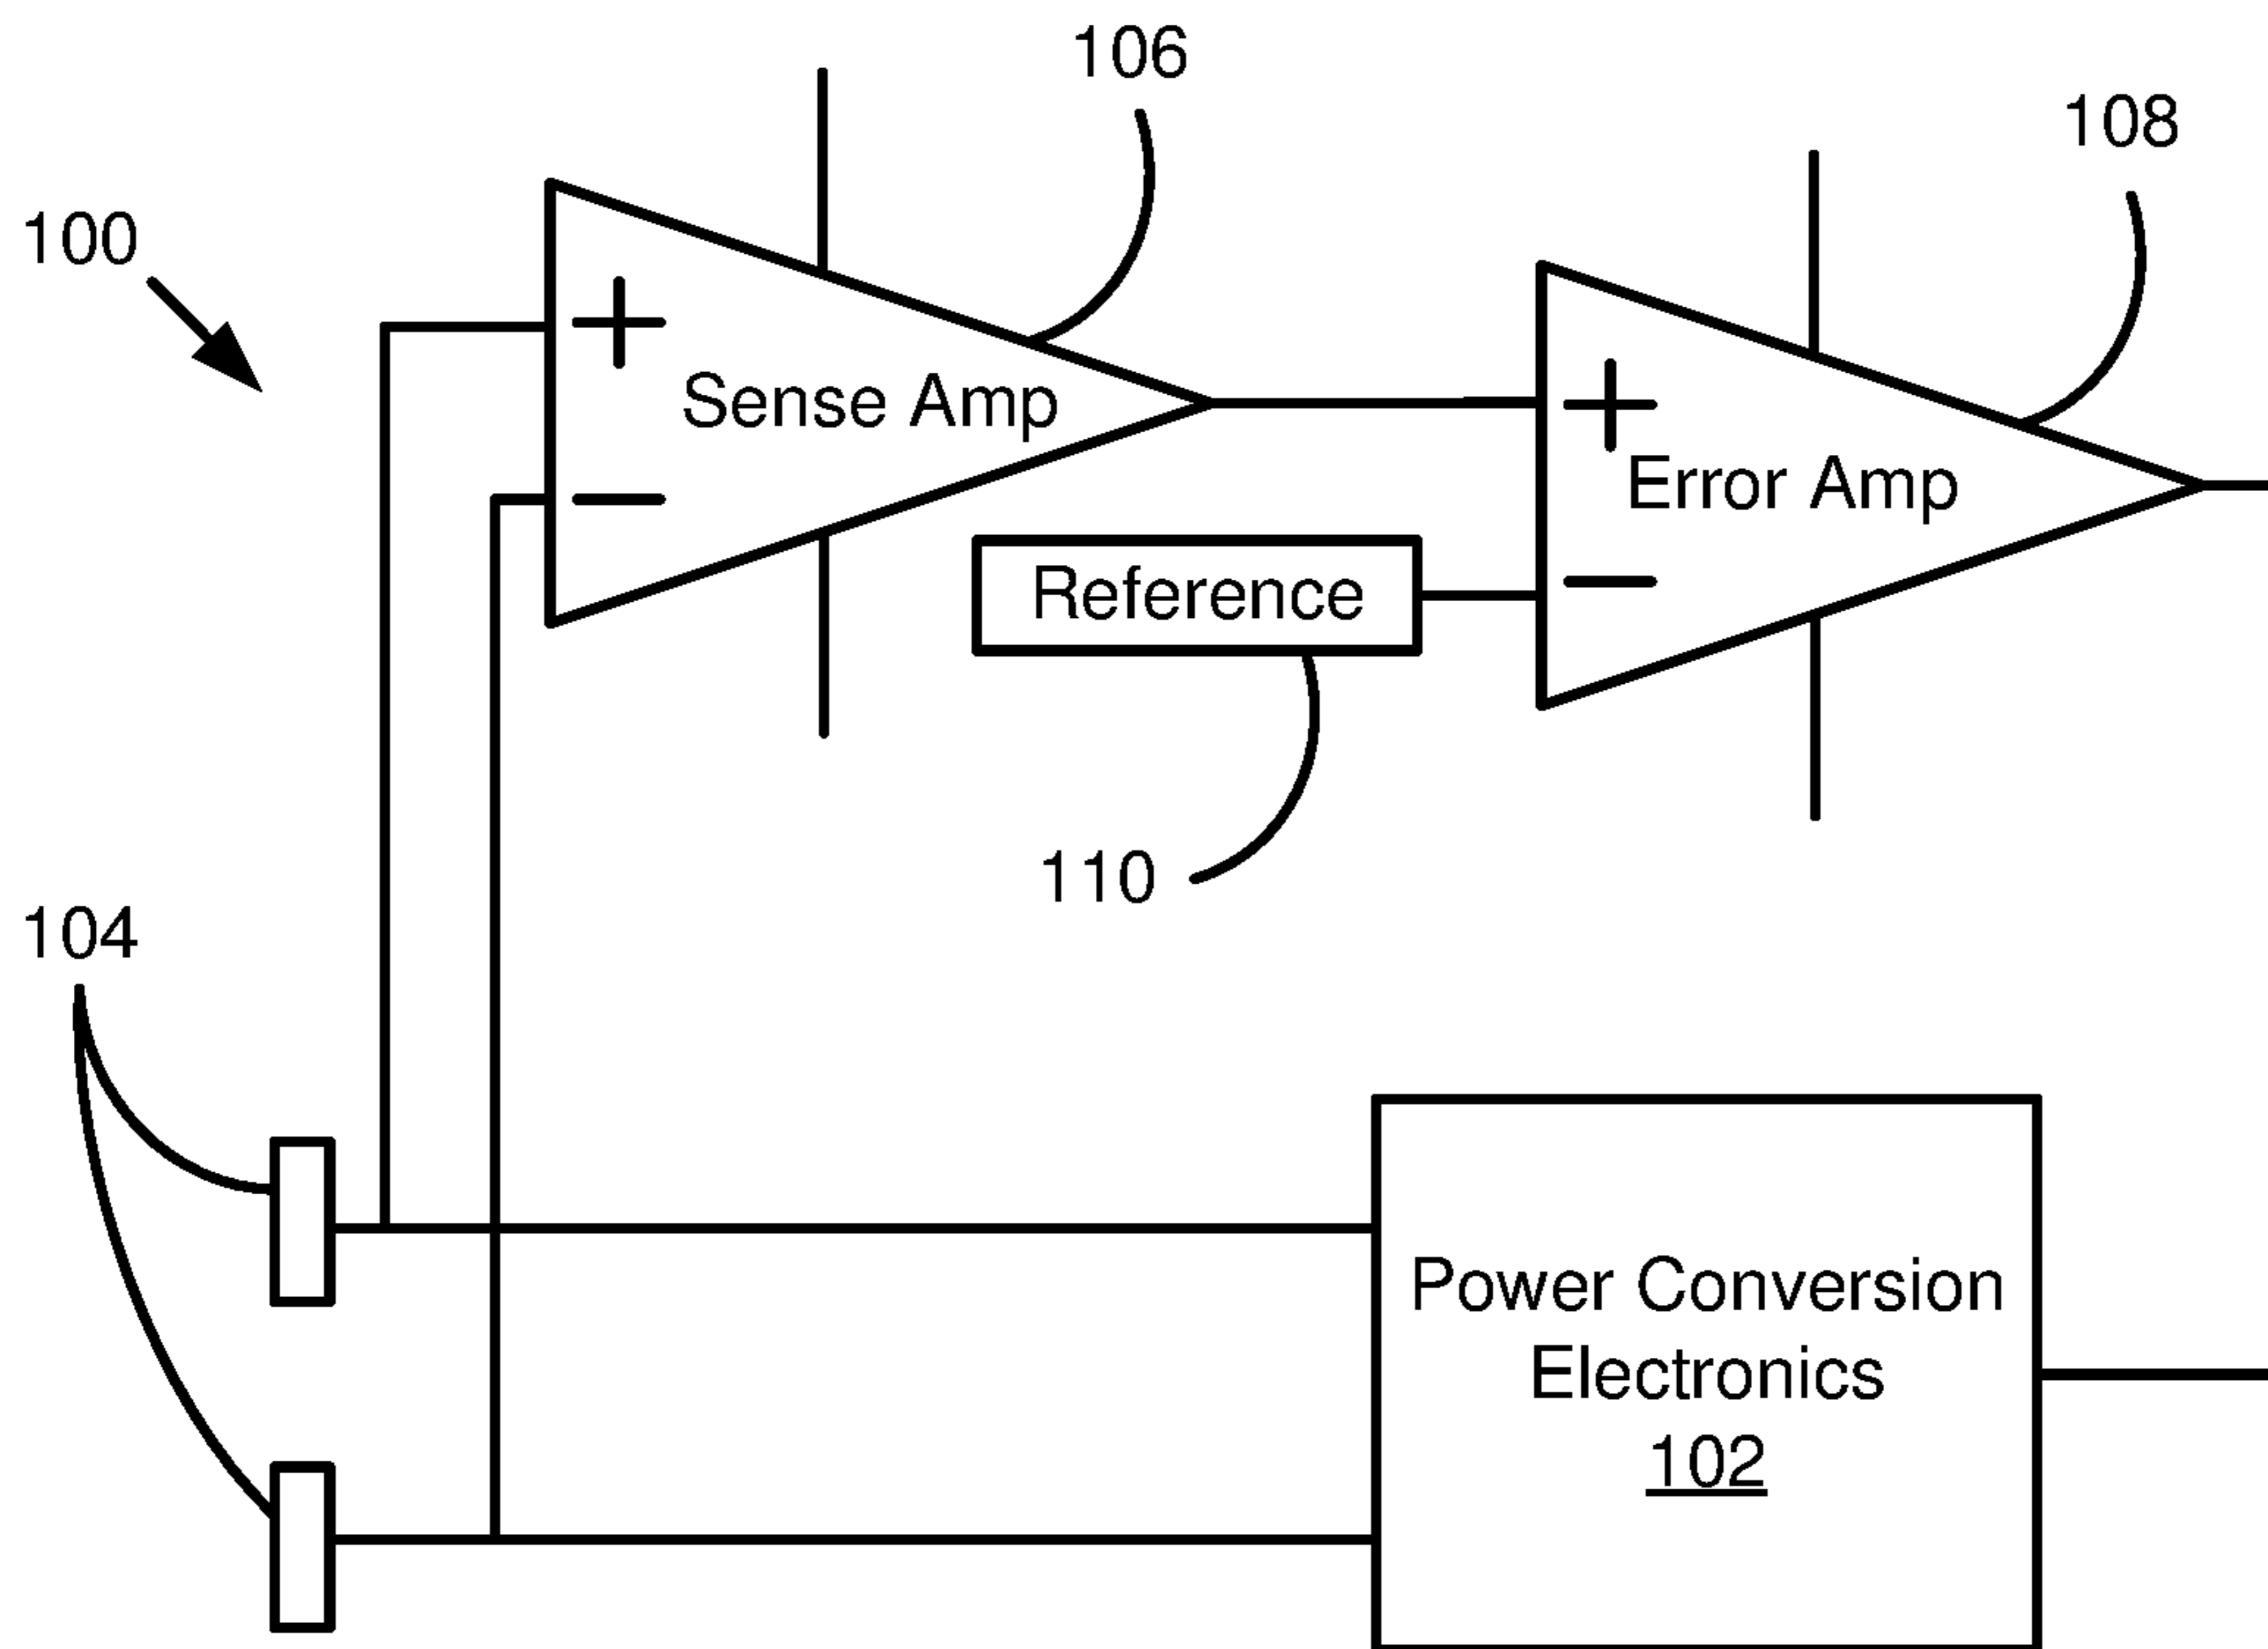 106
108
100
+
Sense Amp
+
Error Amp
−
−
Reference
110
104
Power Conversion
Electronics
102